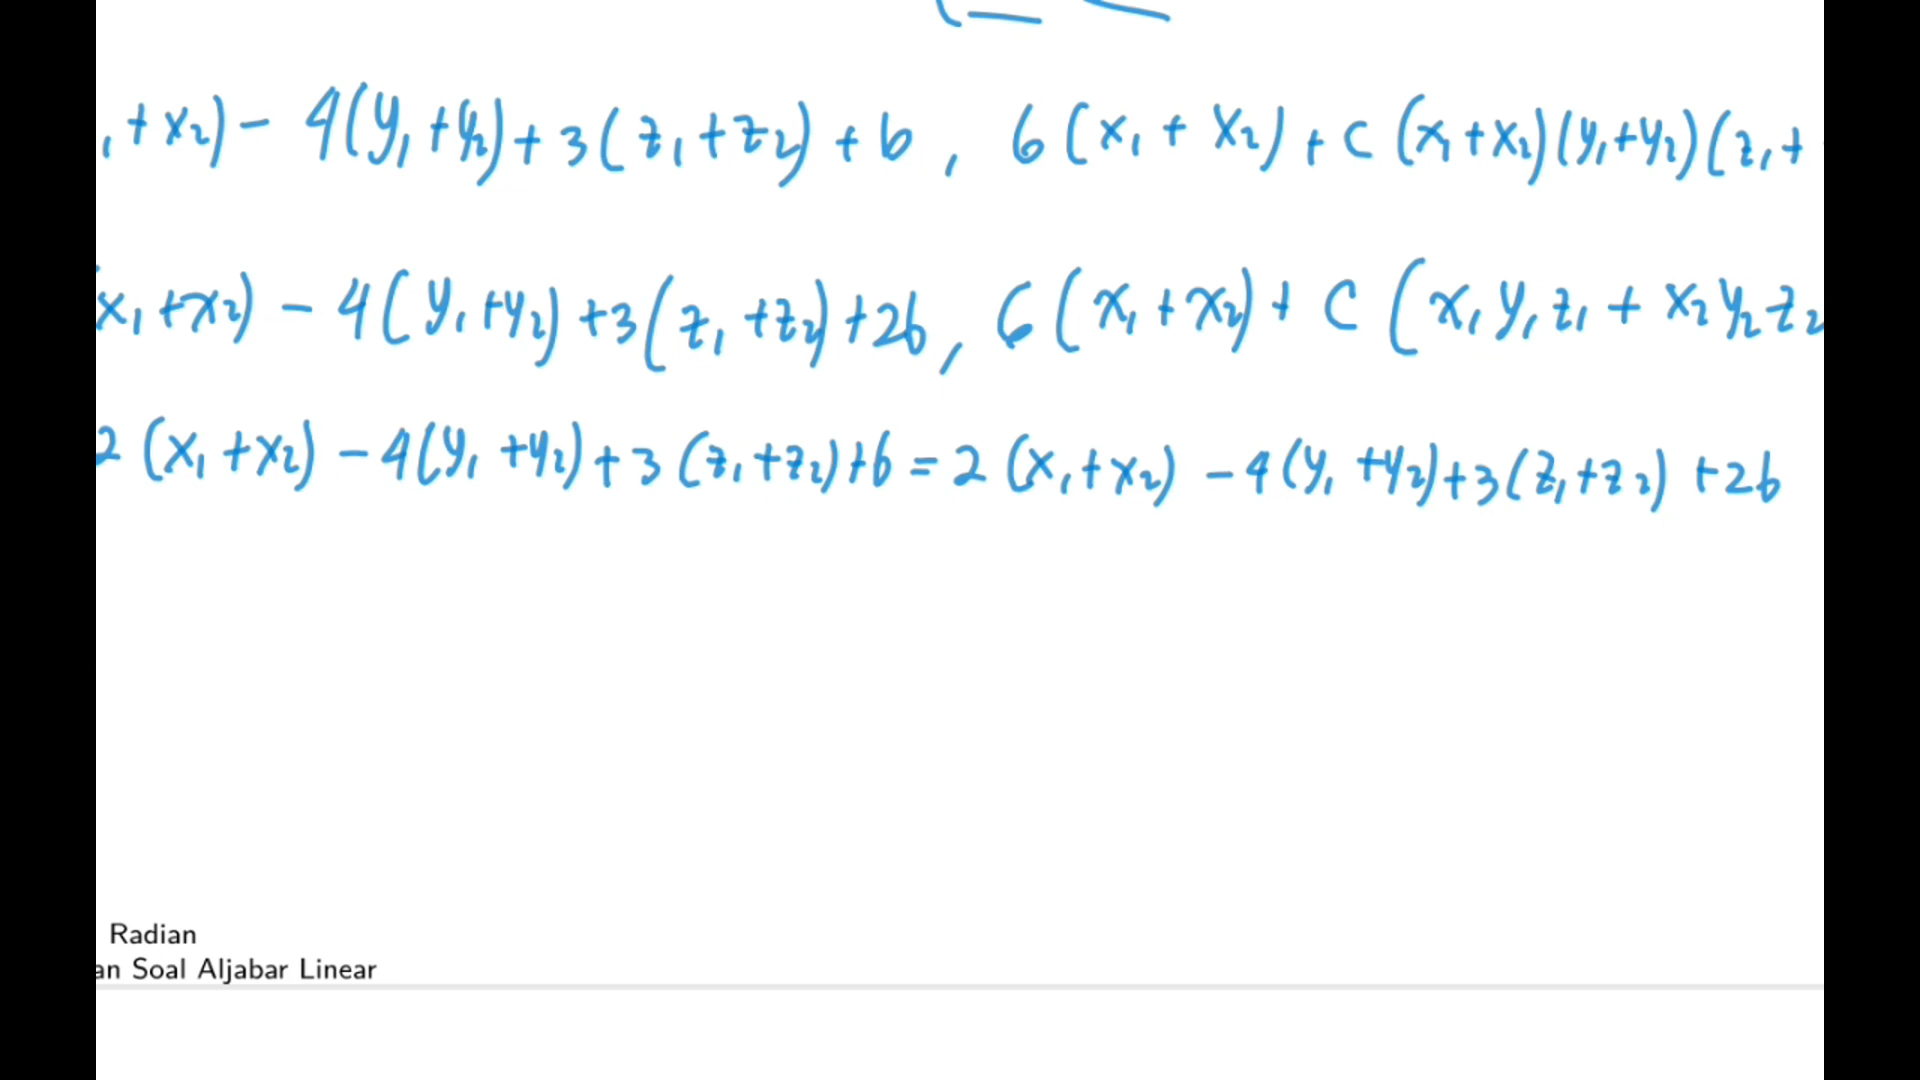 ₁ + x₂) - 4(y₁ + y₂) + 3(z₁ + z₂) + b, 6(x₁ + x₂) + c(x₁ + x₂)(y₁ + y₂)(z₁ +
x₁ + x₂) - 4(y₁ + y₂) + 3(z₁ + z₂) + 2b, 6(x₁ + x₂) + c(x₁y₁z₁ + x₂y₂z₂
2(x₁ + x₂) - 4(y₁ + y₂) + 3(z₁ + z₂) + b = 2(x₁ + x₂) - 4(y₁ + y₂) + 3(z₁ + z₂) + 2b
Radian
an Soal Aljabar Linear